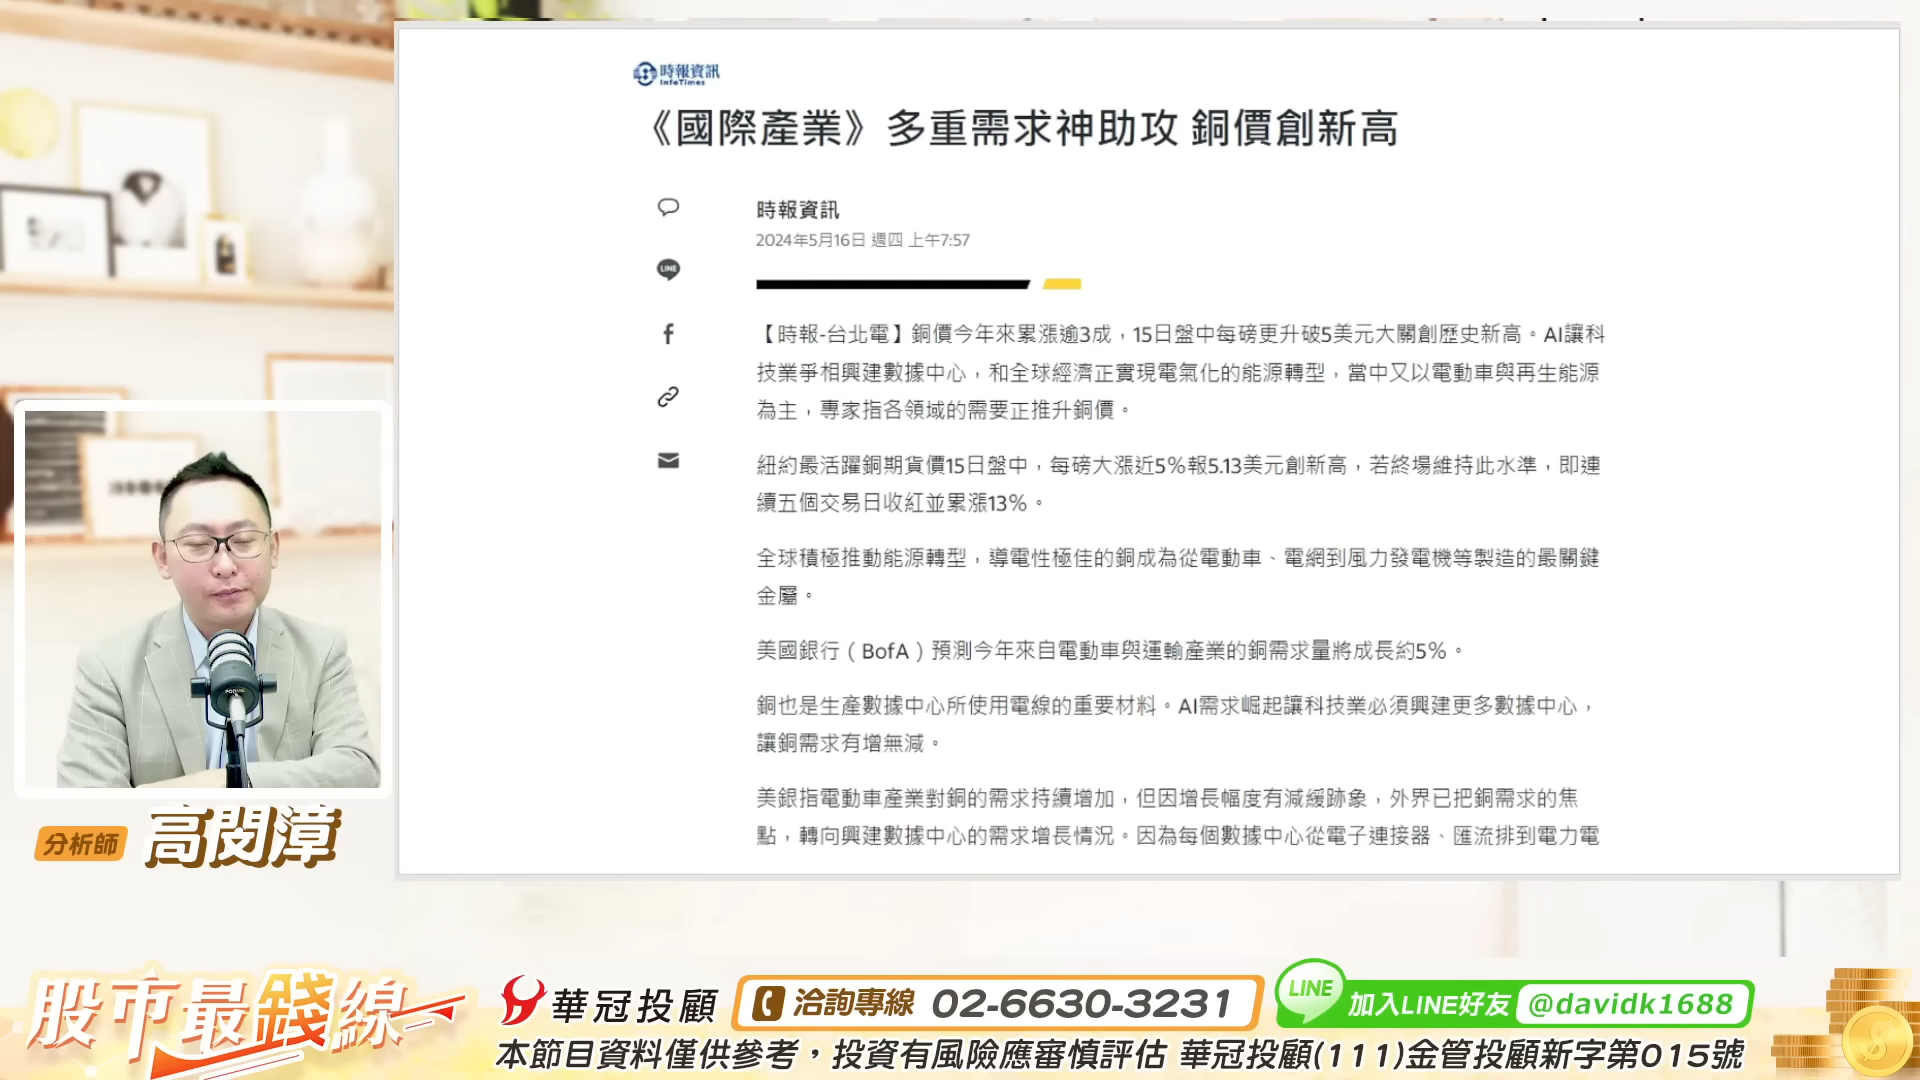 時報資訊
InfoTimes
《國際產業》多重需求神助攻 銅價創新高
時報資訊
2024年5月16日 週四 上午7:57
LINE
【時報-台北電】銅價今年來累漲逾3成，15日盤中每磅更升破5美元大關創歷史新高。AI讓科
技業爭相興建數據中心，和全球經濟正實現電氣化的能源轉型，當中又以電動車與再生能源
為主，專家指各領域的需要正推升銅價。
紐約最活躍銅期貨價15日盤中，每磅大漲近5%報5.13美元創新高，若終場維持此水準，即連
續五個交易日收紅並累漲13%。
全球積極推動能源轉型，導電性極佳的銅成為從電動車、電網到風力發電機等製造的最關鍵
金屬。
美國銀行（BofA）預測今年來自電動車與運輸產業的銅需求量將成長約5%。
銅也是生產數據中心所使用電線的重要材料。AI需求崛起讓科技業必須興建更多數據中心，
讓銅需求有增無減。
美銀指電動車產業對銅的需求持續增加，但因增長幅度有減緩跡象，外界已把銅需求的焦
點，轉向興建數據中心的需求增長情況。因為每個數據中心從電子連接器、匯流排到電力電
分析師 高閔漳
股市最錢線
華冠投顧 洽詢專線 02-6630-3231
LINE 加入LINE好友 @davidk1688
本節目資料僅供參考，投資有風險應審慎評估 華冠投顧(111)金管投顧新字第015號